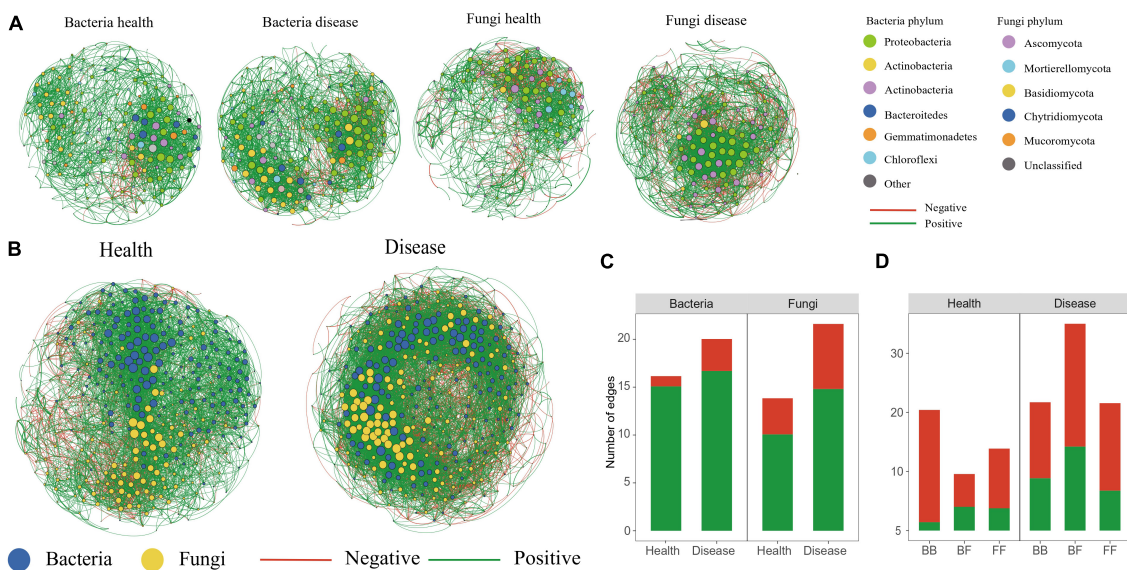 A
Bacteria health
Bacteria disease
Fungi health
Fungi disease
Bacteria phylum
Proteobacteria
Actinobacteria
Actinobacteria
Bacteroitedes
Gemmatimonadetes
Chloroflexi
Other
Fungi phylum
Ascomycota
Mortierellomycota
Basidiomycota
Chytridiomycota
Mucoromycota
Unclassified
Negative
Positive
B
Health
Disease
Bacteria
Fungi
Negative
Positive
C
Bacteria
Fungi
Number of edges
20
15
10
5
0
Health
Disease
Health
Disease
D
Health
Disease
30
20
10
5
BB
BF
FF
BB
BF
FF